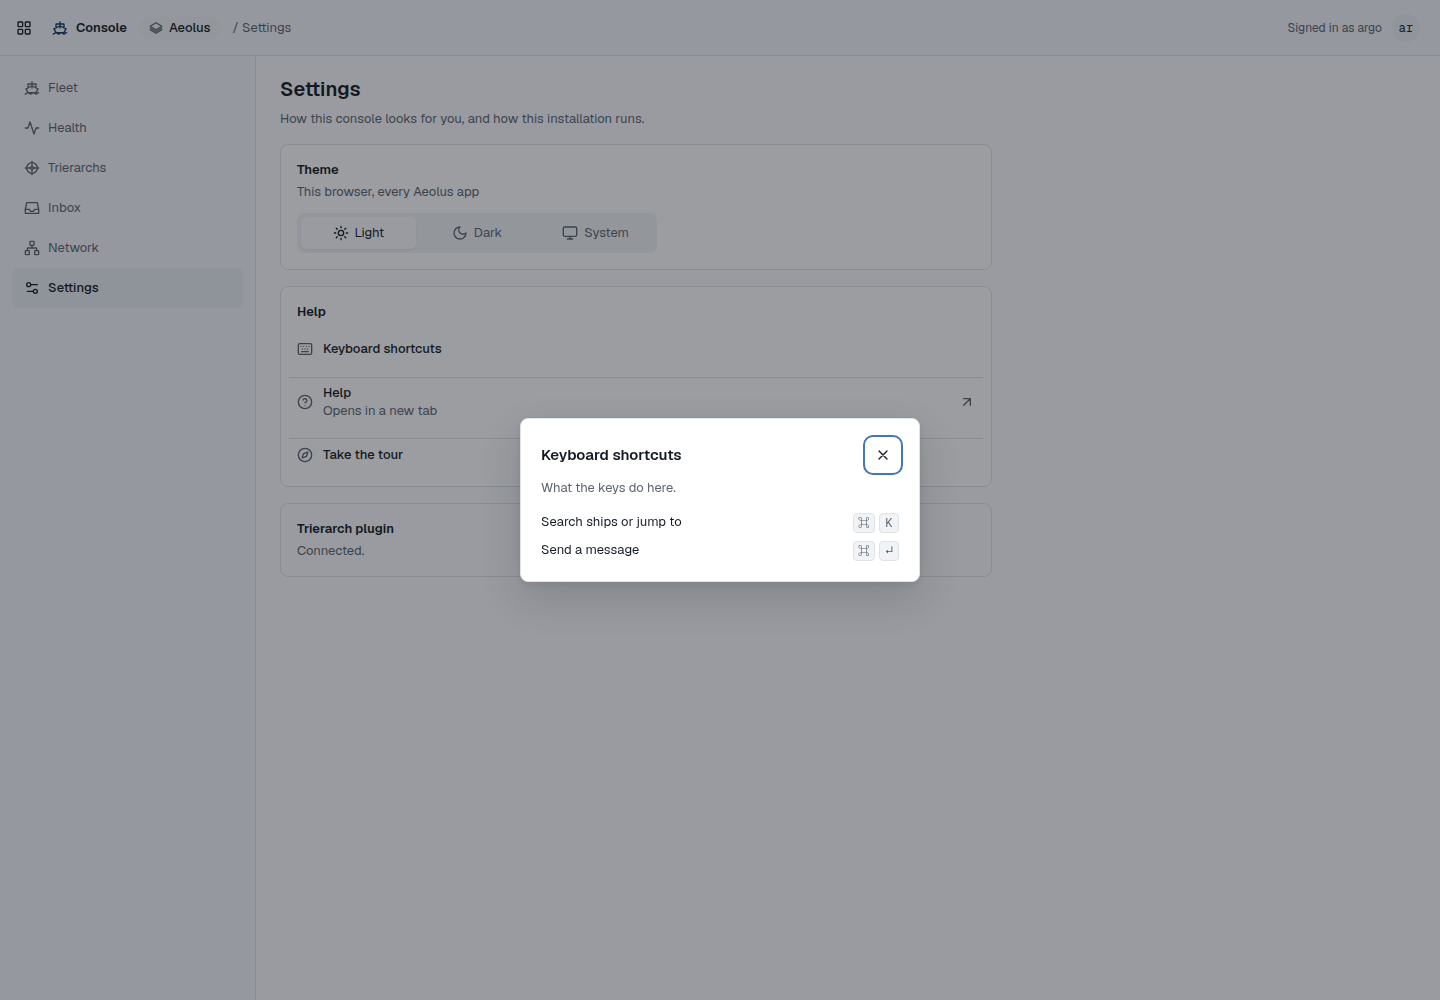 Console
Aeolus
/ Settings
Signed in as argo
ar
Fleet
Health
Trierarchs
Inbox
Network
Settings
Settings
How this console looks for you, and how this installation runs.
Theme
This browser, every Aeolus app
Light
Dark
System
Help
Keyboard shortcuts
Help
Opens in a new tab
Take the tour
Trierarch plugin
Connected.
Keyboard shortcuts
What the keys do here.
Search ships or jump to
⌘ K
Send a message
⌘ ↵